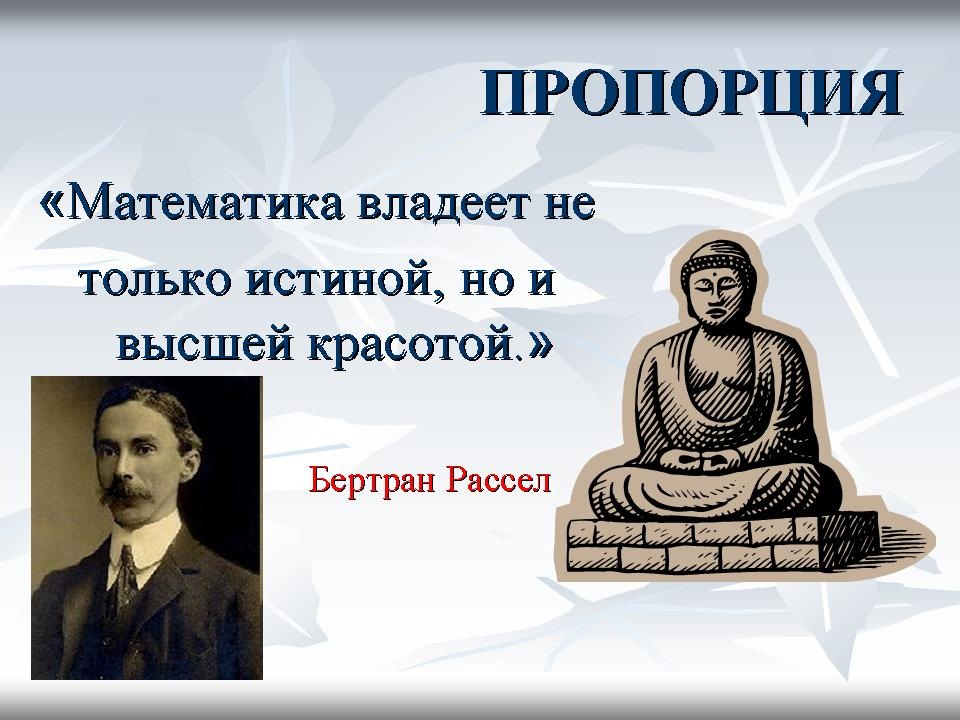 ПРОПОРЦИЯ
«Математика владеет не
только истиной, но и
высшей красотой.»
Бертран Рассел